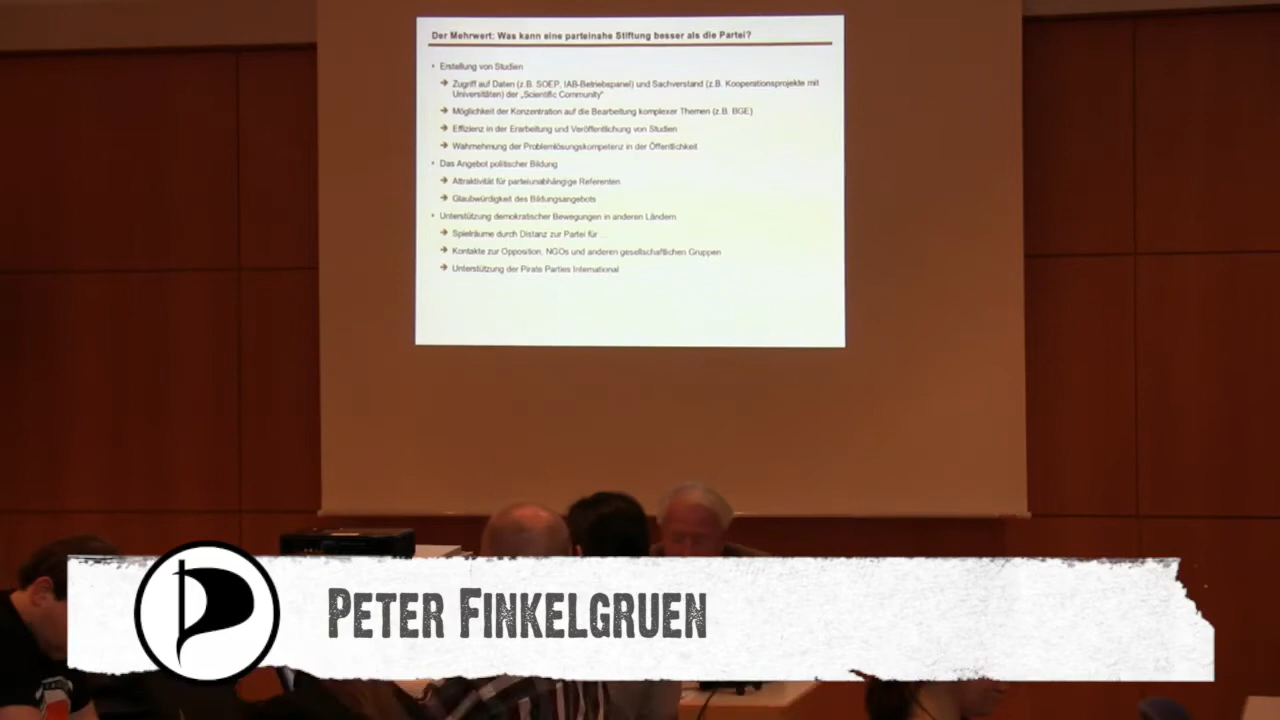 Der Mehrwert: Was kann eine parteinahe Stiftung besser als die Partei?
Erstellung von Studien
Zugriff auf Daten (z.B. SOEP, IAB-Betriebspanel) und Sachverstand (z.B. Kooperationsprojekte mit
Universitäten) der „Scientific Community“
Möglichkeit der Konzentration auf die Bearbeitung komplexer Themen (z.B. BGE)
Effizienz in der Erarbeitung und Veröffentlichung von Studien
Wahrnehmung der Problemlösungskompetenz in der Öffentlichkeit
Das Angebot politischer Bildung
Attraktivität für parteiunabhängige Referenten
Glaubwürdigkeit des Bildungsangebots
Unterstützung demokratischer Bewegungen in anderen Ländern
Spielräume durch Distanz zur Partei für ...
Kontakte zur Opposition, NGOs und anderen gesellschaftlichen Gruppen
Unterstützung der Pirate Parties International
PETER FINKELGRUEN